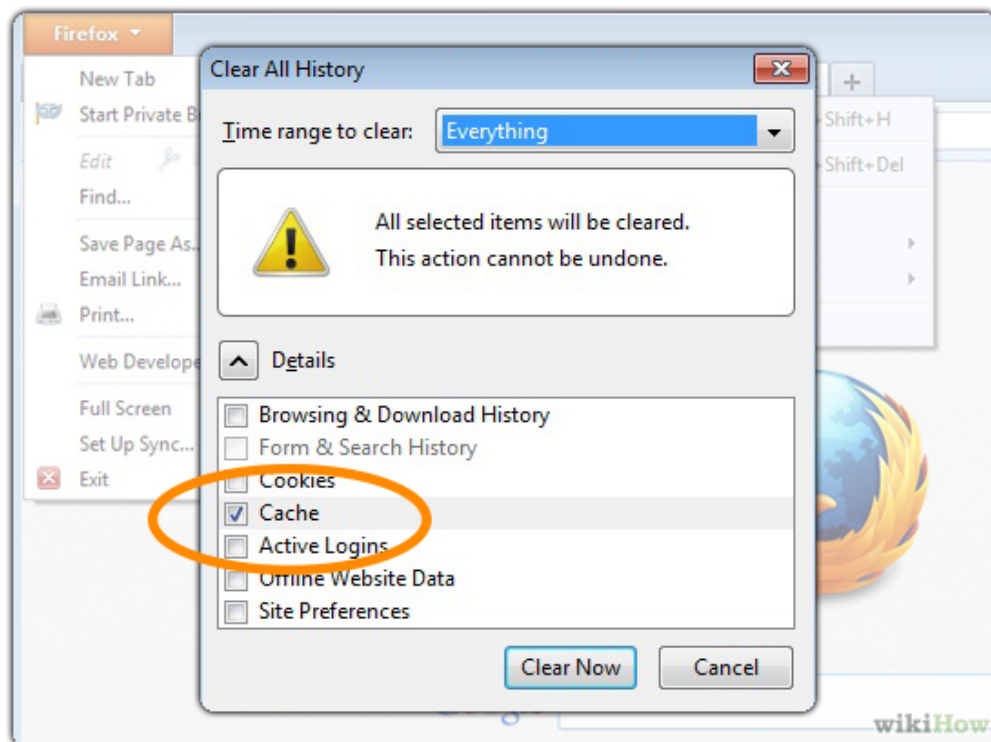 Firefox
New Tab
Start Private B
Edit
Find...
Save Page As..
Email Link...
Print...
Web Develope
Full Screen
Set Up Sync...
Exit
Clear All History
Time range to clear: Everything
All selected items will be cleared.
This action cannot be undone.
Details
Browsing & Download History
Form & Search History
Cookies
Cache
Active Logins
Offline Website Data
Site Preferences
Clear Now Cancel
+
Shift+H
Shift+Del
wikiHow